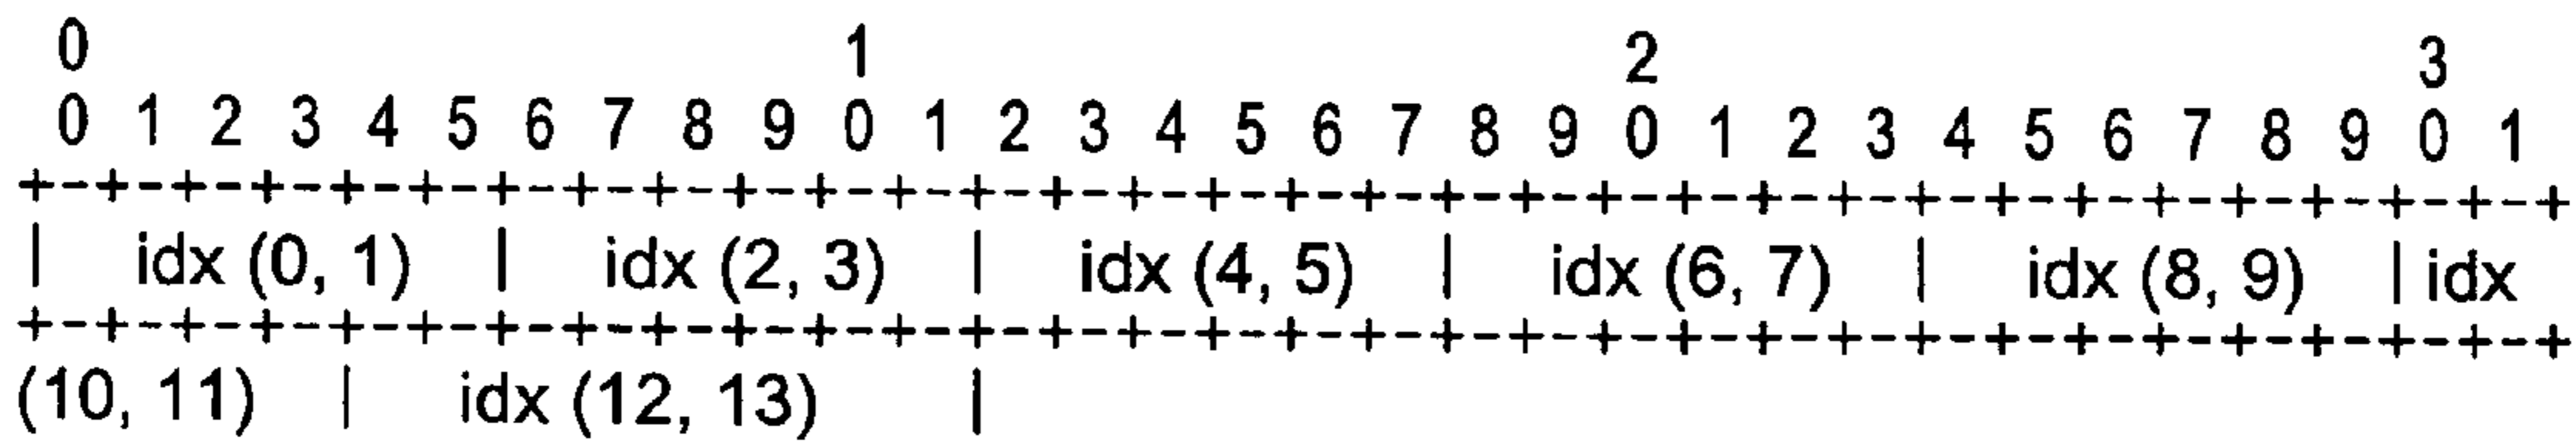 0 1 2 3
0 1 2 3 4 5 6 7 8 9 0 1 2 3 4 5 6 7 8 9 0 1 2 3 4 5 6 7 8 9 0 1
+-+-+-+-+-+-+-+-+-+-+-+-+-+-+-+-+-+-+-+-+-+-+-+-+-+-+-+-+-+-+-+-+
| idx (0, 1) | idx (2, 3) | idx (4, 5) | idx (6, 7) | idx (8, 9) | idx
+-+-+-+-+-+-+-+-+-+-+-+-+-+-+-+-+-+-+-+-+-+-+-+-+-+-+-+-+-+-+-+-+
(10, 11) | idx (12, 13) |